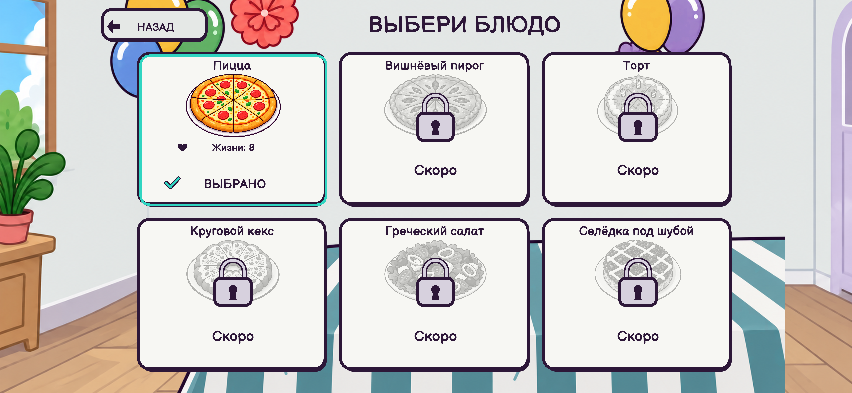 НАЗАД
ВЫБЕРИ БЛЮДО
Пицца
Вишнёвый пирог
Торт
Жизни: 8
Скоро
Скоро
ВЫБРАНО
Круговой кекс
Греческий салат
Селёдка под шубой
Скоро
Скоро
Скоро